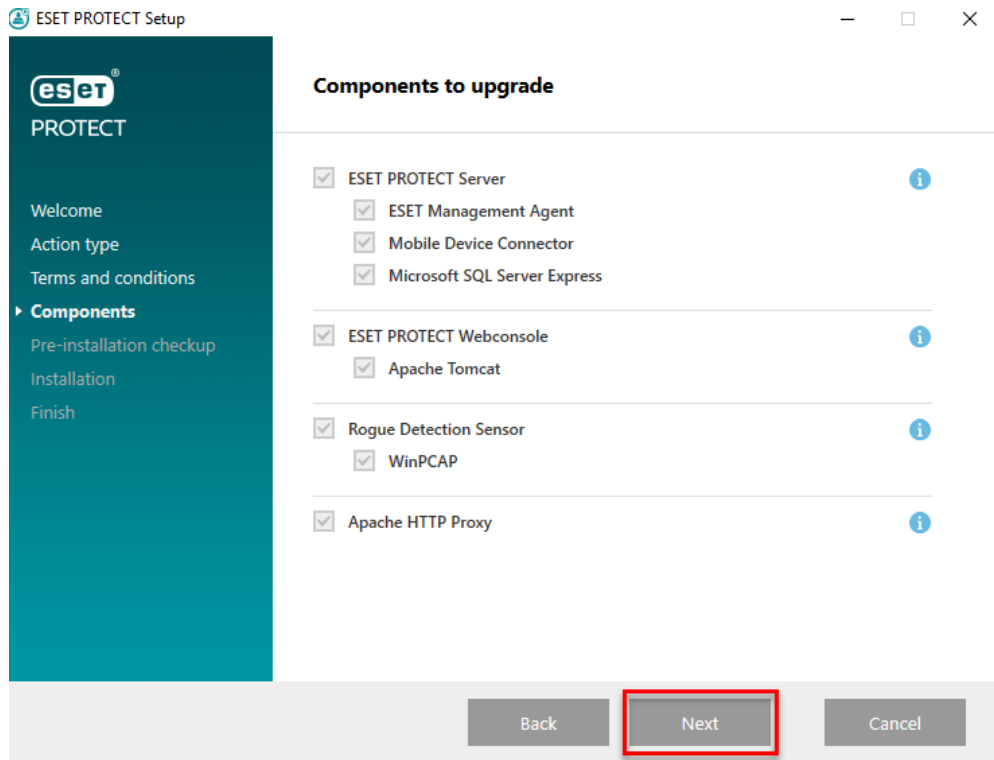 ESET PROTECT Setup
eset®
PROTECT
Welcome
Action type
Terms and conditions
Components
Pre-installation checkup
Installation
Finish
Components to upgrade
ESET PROTECT Server
ESET Management Agent
Mobile Device Connector
Microsoft SQL Server Express
ESET PROTECT Webconsole
Apache Tomcat
Rogue Detection Sensor
WinPCAP
Apache HTTP Proxy
Back
Next
Cancel